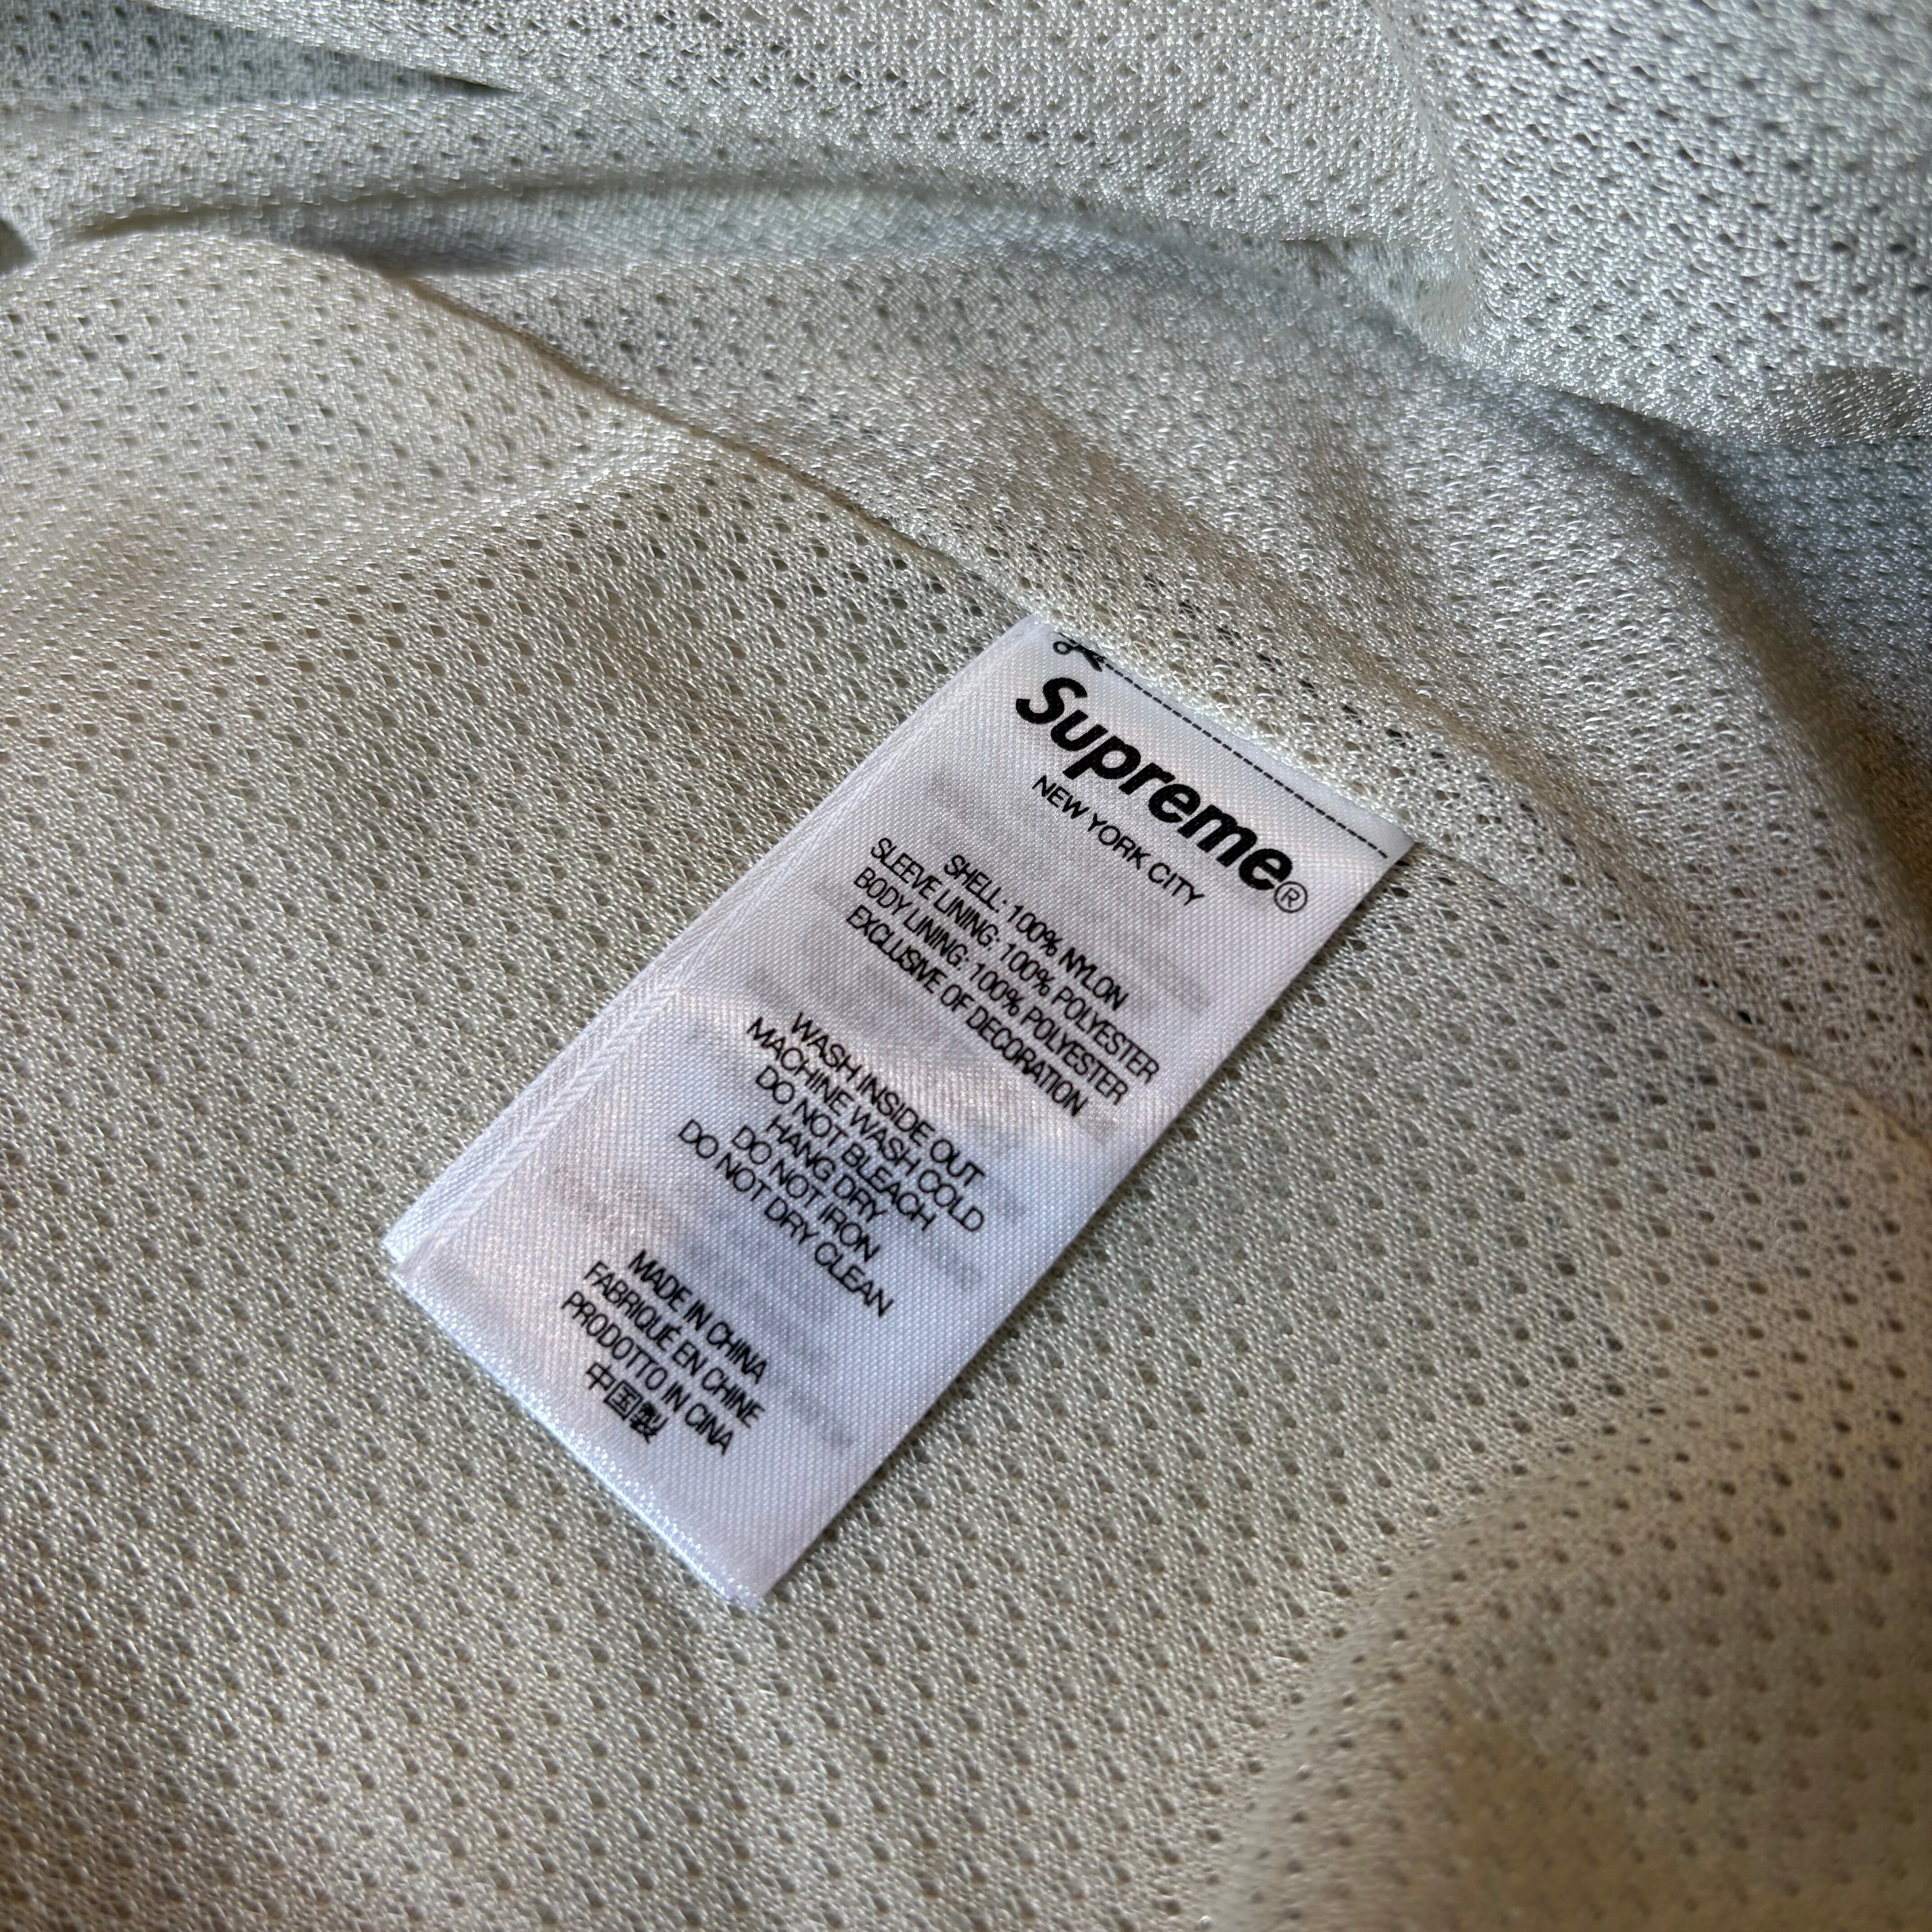 Supreme®
NEW YORK CITY
SHELL: 100% NYLON
SLEEVE LINING: 100% POLYESTER
BODY LINING: 100% POLYESTER
EXCLUSIVE OF DECORATION
WASH INSIDE OUT
MACHINE WASH COLD
DO NOT BLEACH
HANG DRY
DO NOT IRON
DO NOT DRY CLEAN
MADE IN CHINA
FABRIQUÉ EN CHINE
PRODOTTO IN CINA
中国製